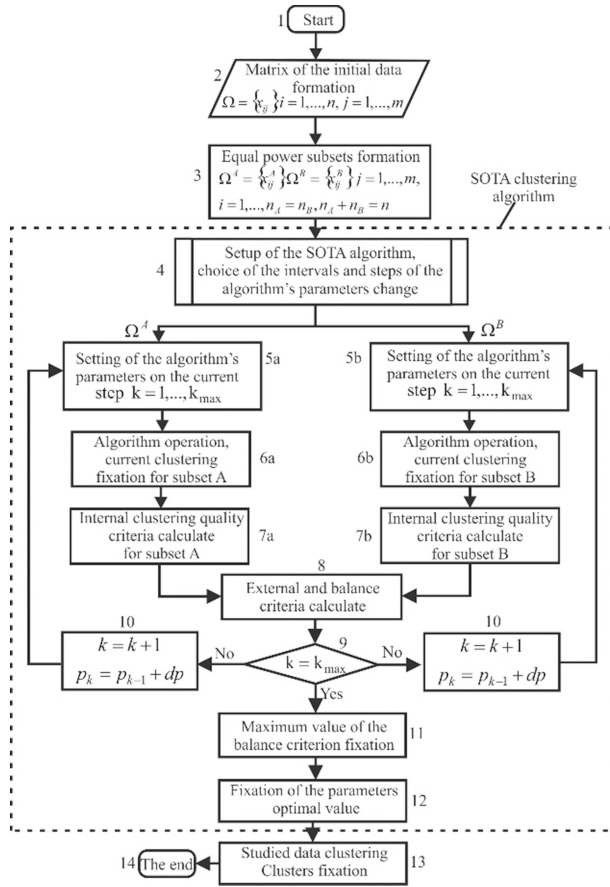 1 Start
2 Matrix of the initial data
formation
Ω = {x_ij} i = 1,...,n, j = 1,...,m
3 Equal power subsets formation
Ω^A = {x_ij^A} Ω^B = {x_ij^B} j = 1,...,m,
i = 1,...,n_A = n_B, n_A + n_B = n
SOTA clustering
algorithm
4 Setup of the SOTA algorithm,
choice of the intervals and steps of the
algorithm's parameters change
Ω^A
Ω^B
5a Setting of the algorithm's
parameters on the current
step k = 1,...,k_max
5b Setting of the algorithm's
parameters on the current
step k = 1,...,k_max
6a Algorithm operation,
current clustering
fixation for subset A
6b Algorithm operation,
current clustering
fixation for subset B
7a Internal clustering quality
criteria calculate
for subset A
7b Internal clustering quality
criteria calculate
for subset B
8
External and balance
criteria calculate
9
k = k_max
No
No
Yes
10
k = k + 1
p_k = p_k-1 + dp
10
k = k + 1
p_k = p_k-1 + dp
Maximum value of the
balance criterion fixation 11
Fixation of the parameters
optimal value 12
Studied data clustering
Clusters fixation 13
14 The end